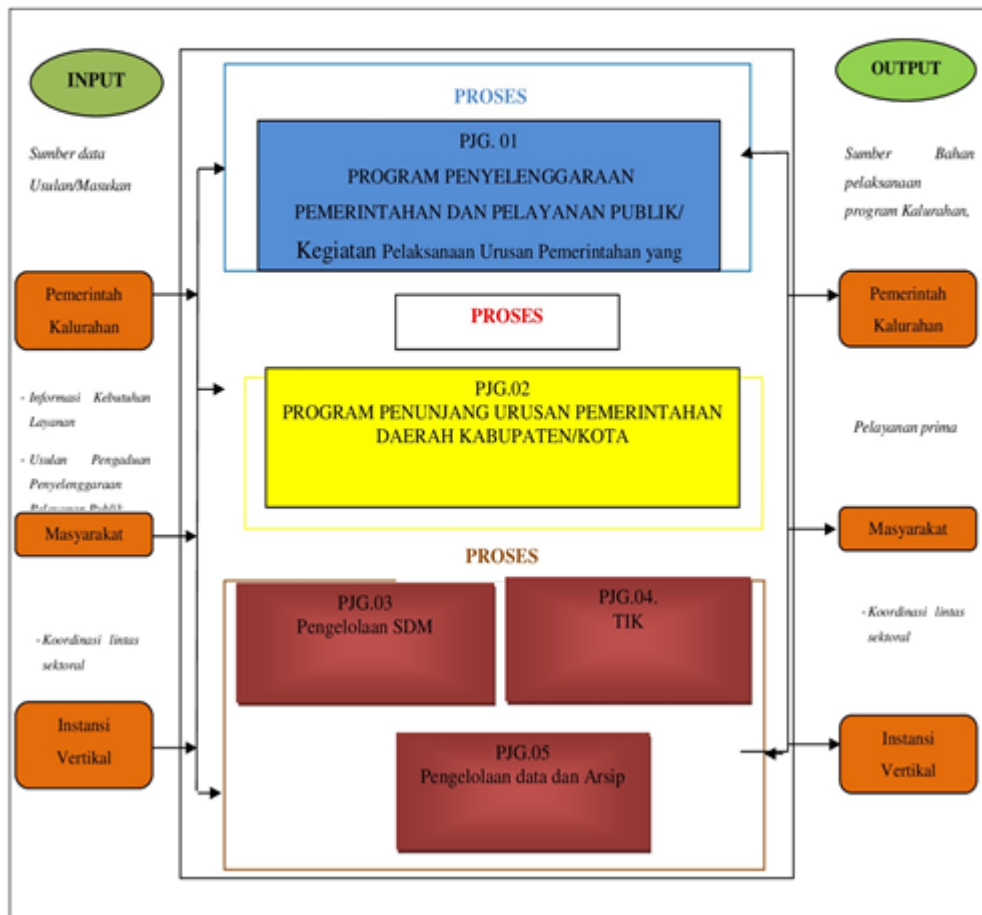 INPUT
Sumber data
Usulan/Masukan
Pemerintah
Kalurahan
- Informasi Kebutuhan
Layanan
- Usulan Pengaduan
Penyelenggaraan
Pelayanan Publik
Masyarakat
- Koordinasi lintas
sektoral
Instansi
Vertikal
PROSES
PJG. 01
PROGRAM PENYELENGGARAAN
PEMERINTAHAN DAN PELAYANAN PUBLIK/
Kegiatan Pelaksanaan Urusan Pemerintahan yang
PROSES
PJG.02
PROGRAM PENUNJANG URUSAN PEMERINTAHAN
DAERAH KABUPATEN/KOTA
PROSES
PJG.03
Pengelolaan SDM
PJG.04.
TIK
PJG.05
Pengelolaan data dan Arsip
OUTPUT
Sumber Bahan
pelaksanaan
program Kalurahan,
Pemerintah
Kalurahan
Pelayanan prima
Masyarakat
- Koordinasi lintas
sektoral
Instansi
Vertikal